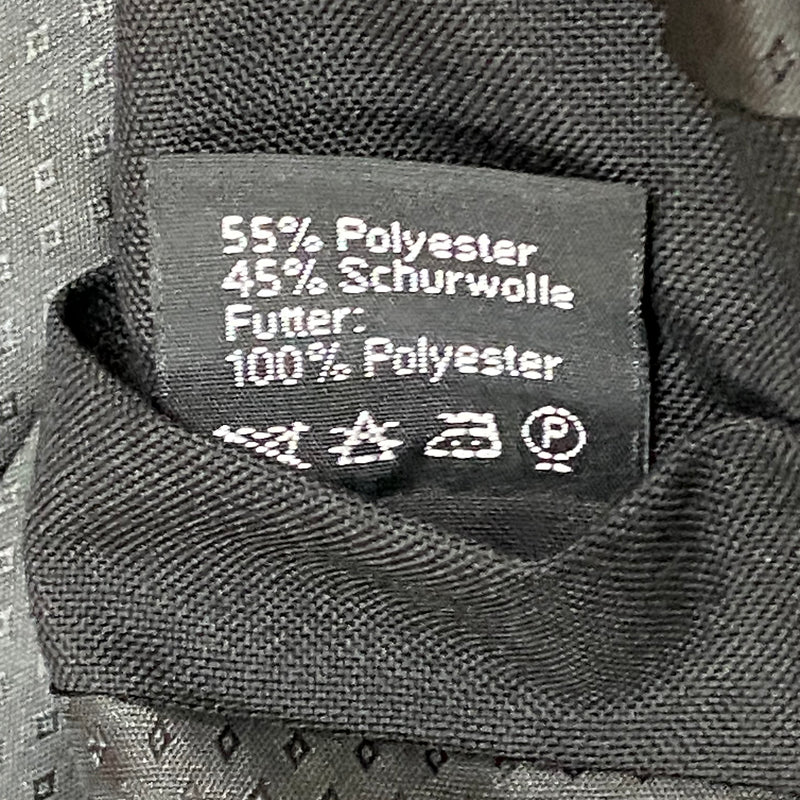 55% Polyester
45% Schurwolle
Futter:
100% Polyester
P